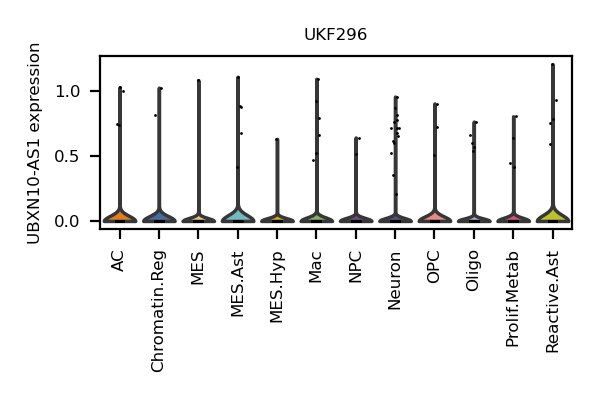 UKF296
UBXN10-AS1 expression
1.0
0.5
0.0
AC
Chromatin.Reg
MES
MES.Ast
MES.Hyp
Mac
NPC
Neuron
OPC
Oligo
Prolif.Metab
Reactive.Ast